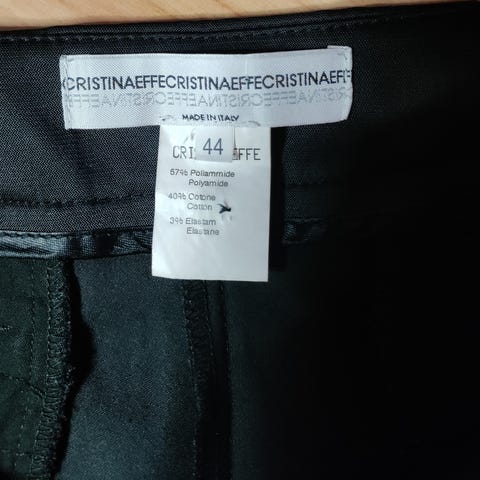 CRISTINAEFFECRISTINAEFFECRISTINAEFF
MADE IN ITALY
44
57% Poliammide
Polyamide
40% Cotone
Cotton
3% Elastam
Elastane